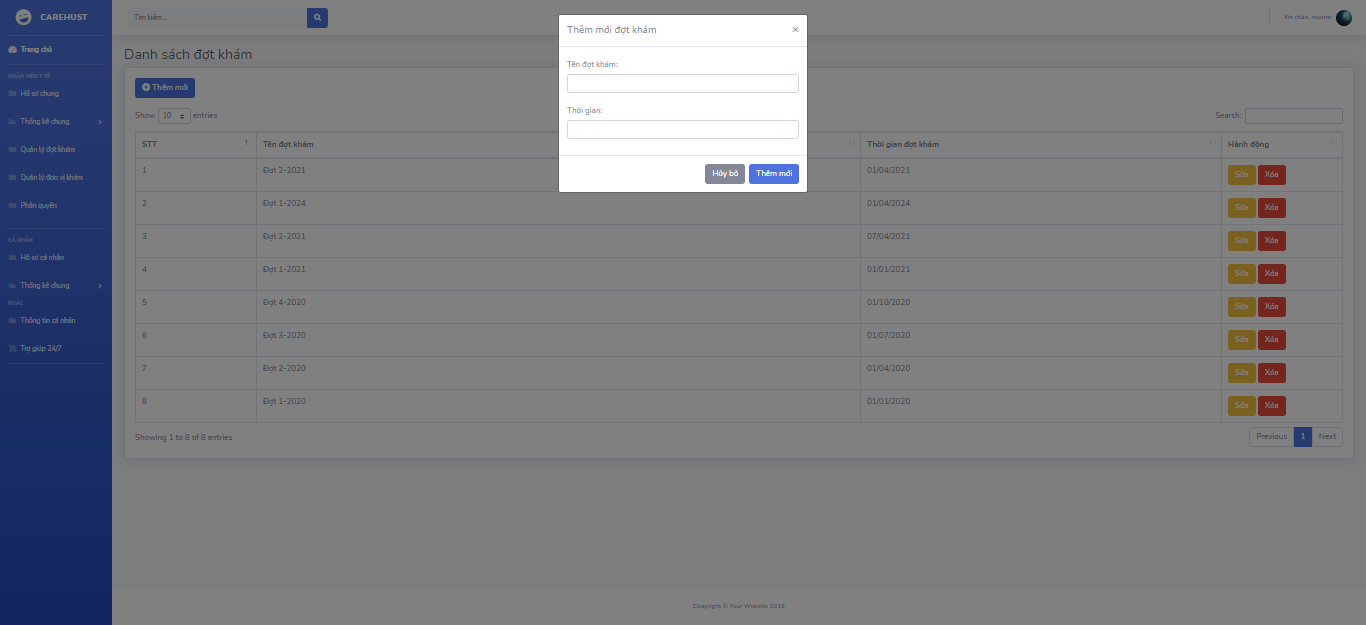 CAREHUST
Tìm kiếm...
Xin chào, hoanns
Trang chủ
NHÂN VIÊN Y TẾ
Hồ sơ chung
Thống kê chung
Quản lý đợt khám
Quản lý đơn vị khám
Phân quyền
CÁ NHÂN
Hồ sơ cá nhân
Thống kê chung
KHÁC
Thông tin cá nhân
Trợ giúp 24/7
Thêm mới đợt khám ×
Tên đợt khám:
Thời gian:
Hủy bỏ Thêm mới
Danh sách đợt khám
Thêm mới
Show 10 entries Search:
STT Tên đợt khám Thời gian đợt khám Hành động
1 Đợt 2-2021 01/04/2021 Sửa Xóa
2 Đợt 1-2024 01/04/2024 Sửa Xóa
3 Đợt 2-2021 07/04/2021 Sửa Xóa
4 Đợt 1-2021 01/01/2021 Sửa Xóa
5 Đợt 4-2020 01/10/2020 Sửa Xóa
6 Đợt 3-2020 01/07/2020 Sửa Xóa
7 Đợt 2-2020 01/04/2020 Sửa Xóa
8 Đợt 1-2020 01/01/2020 Sửa Xóa
Showing 1 to 8 of 8 entries Previous 1 Next
Copyright © Your Website 2019